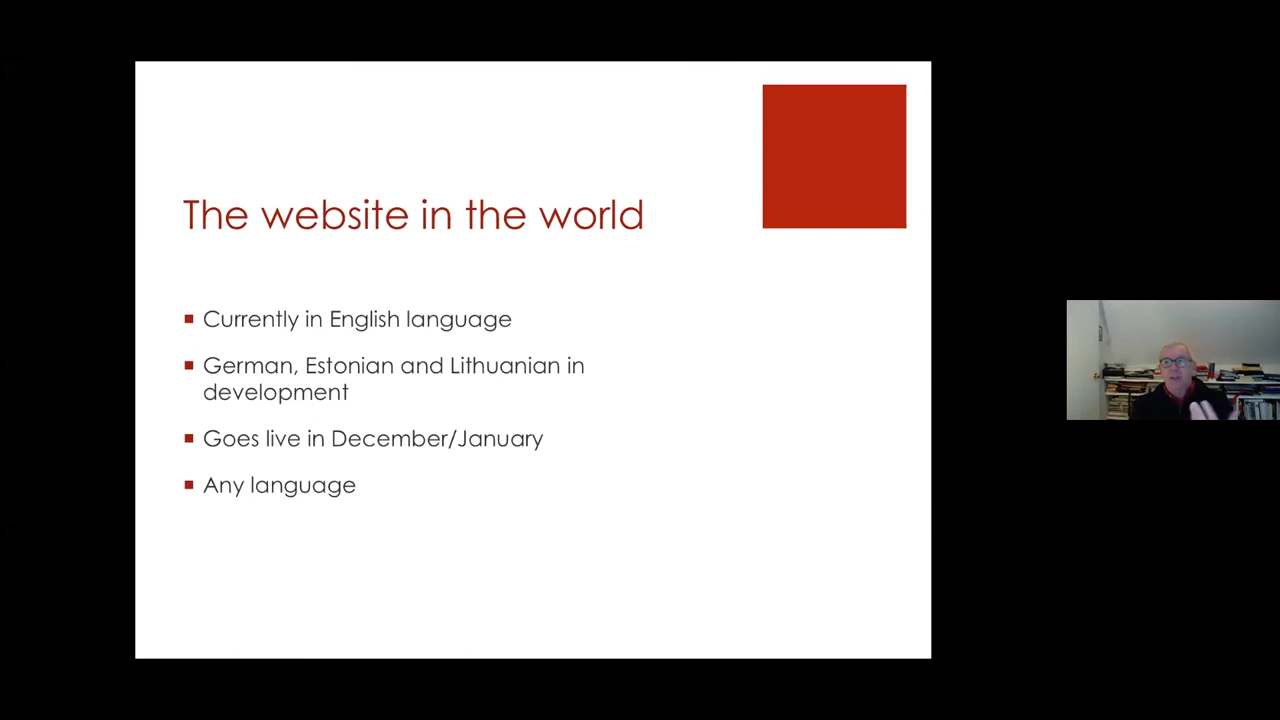 The website in the world
Currently in English language
German, Estonian and Lithuanian in
development
Goes live in December/January
Any language